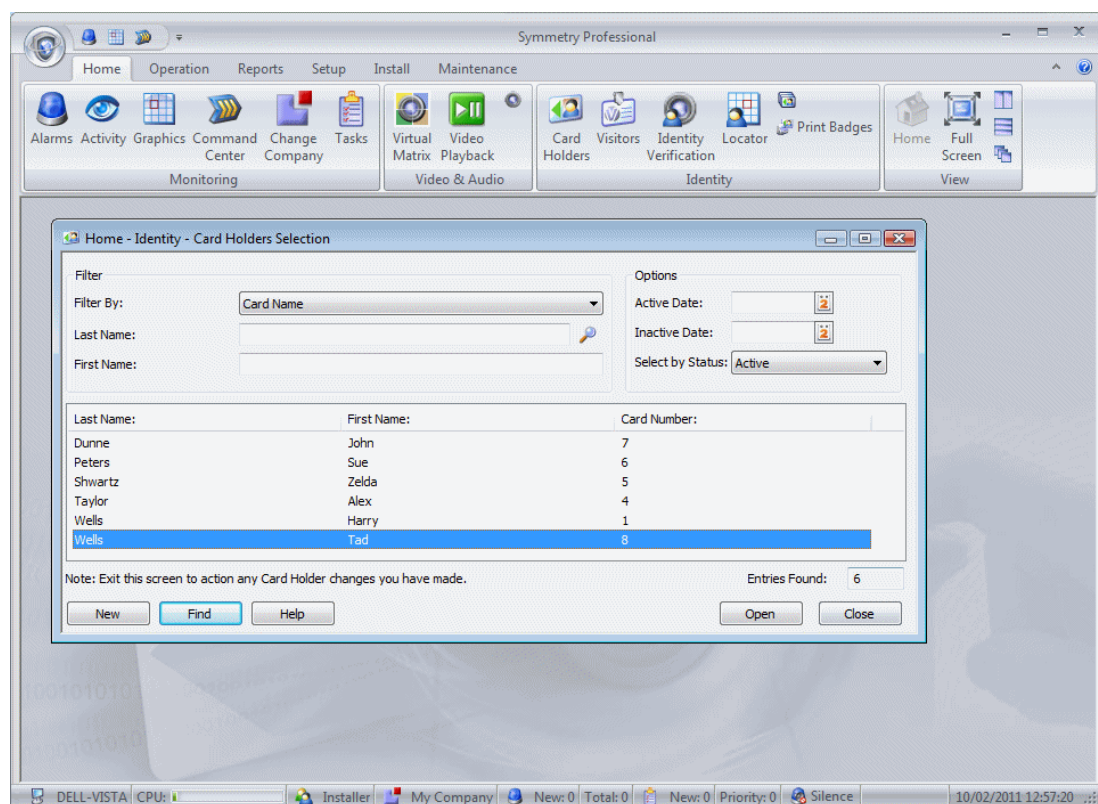 Symmetry Professional
Home Operation Reports Setup Install Maintenance
Alarms Activity Graphics Command Center Change Company Tasks
Monitoring
Virtual Matrix Video Playback
Video & Audio
Card Holders Visitors Identity Verification Locator Print Badges
Identity
Home Full Screen
View
Home - Identity - Card Holders Selection
Filter
Filter By: Card Name
Last Name:
First Name:
Options
Active Date:
Inactive Date:
Select by Status: Active
Last Name: First Name: Card Number:
Dunne John 7
Peters Sue 6
Shwartz Zelda 5
Taylor Alex 4
Wells Harry 1
Wells Tad 8
Note: Exit this screen to action any Card Holder changes you have made.
Entries Found: 6
New Find Help Open Close
DELL-VISTA CPU: Installer My Company New: 0 Total: 0 New: 0 Priority: 0 Silence 10/02/2011 12:57:20